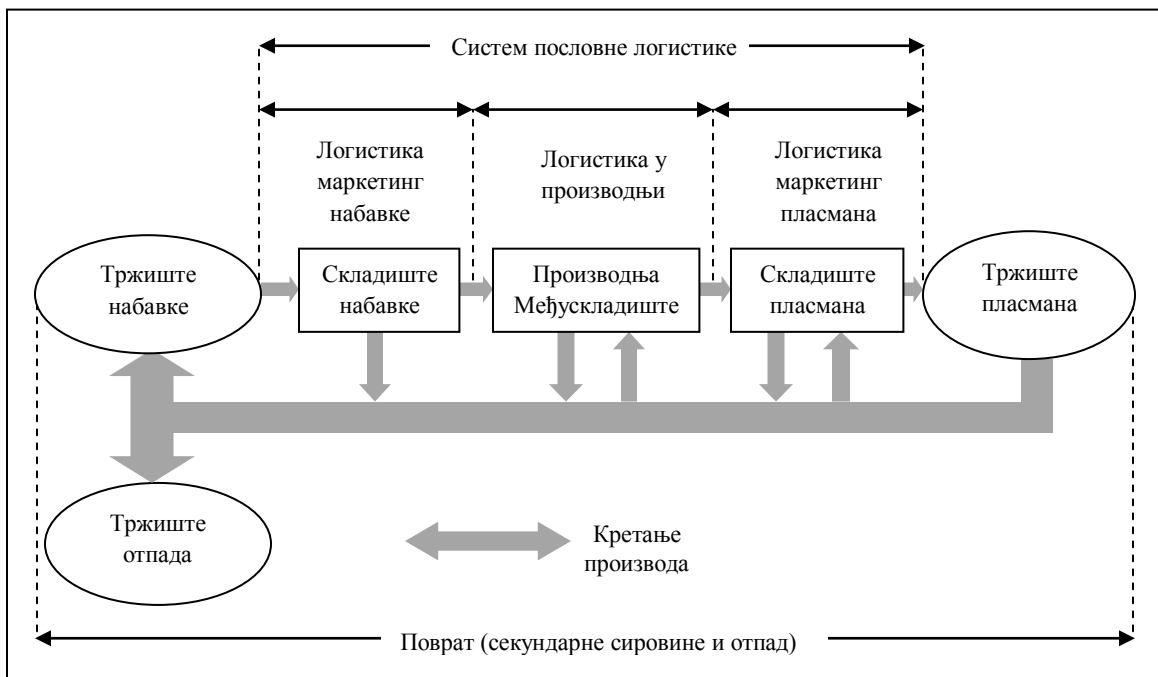 Систем пословне логистике
Логистика
маркетинг
набавке
Логистика у
производњи
Логистика
маркетинг
пласмана
Тржиште
набавке
Складиште
набавке
Производња
Међускладиште
Складиште
пласмана
Тржиште
пласмана
Тржиште
отпада
Кретање
производа
Поврат (секундарне сировине и отпад)